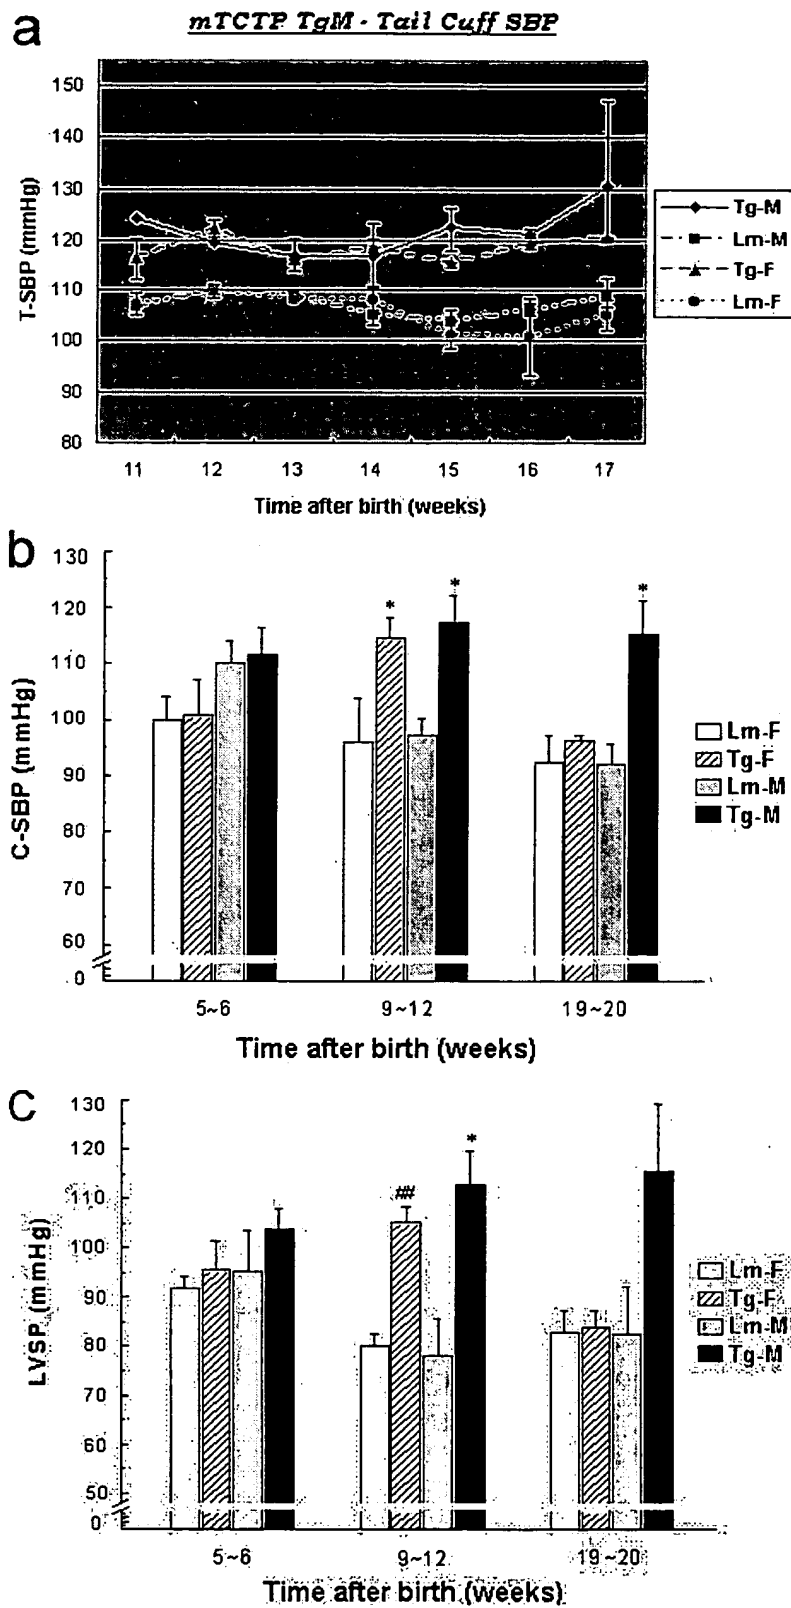 a
mTCTP TgM - Tail Cuff SBP
150
140
130
120
110
100
90
80
T-SBP (mmHg)
11 12 13 14 15 16 17
Time after birth (weeks)
Tg-M
Lm-M
Tg-F
Lm-F
b
130
120
110
100
90
80
70
60
0
C-SBP (mmHg)
* * *
5~6 9~12 19~20
Time after birth (weeks)
Lm-F
Tg-F
Lm-M
Tg-M
C
130
120
110
100
90
80
70
60
50
0
LVSP (mmHg)
## *
5~6 9~12 19~20
Time after birth (weeks)
Lm-F
Tg-F
Lm-M
Tg-M